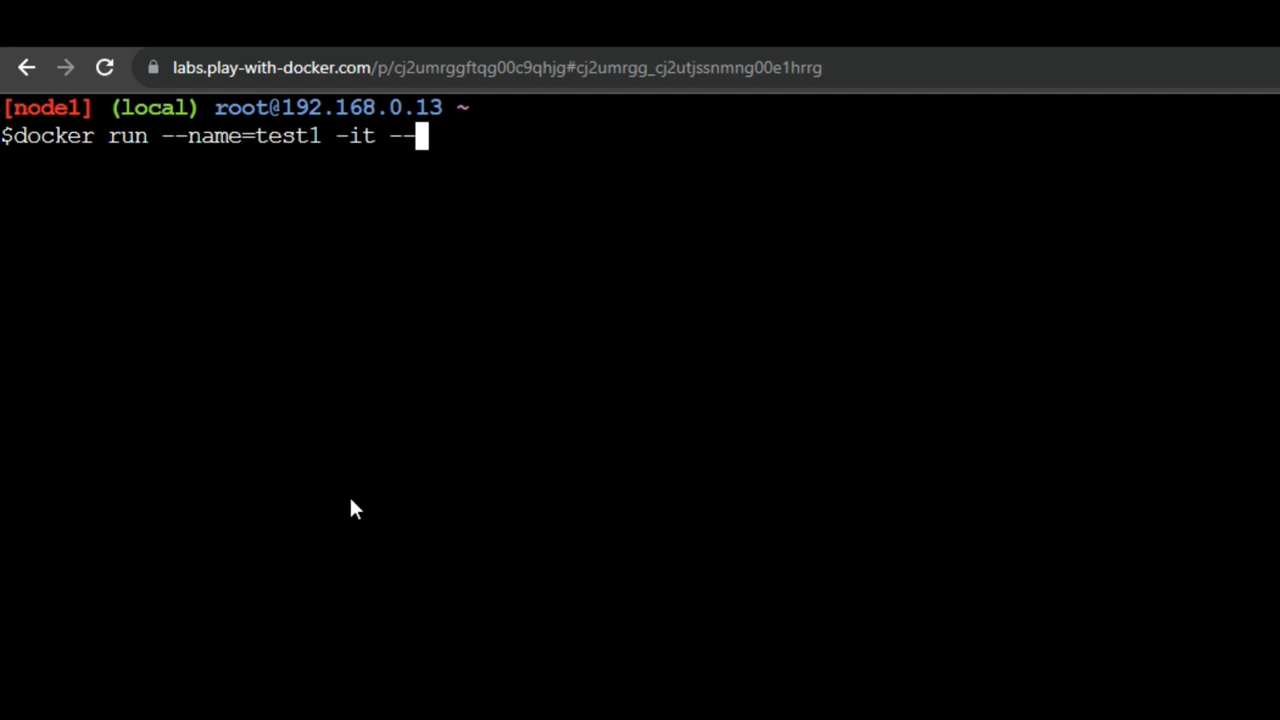 labs.play-with-docker.com/p/cj2umrggftqg00c9qhjg#cj2umrgg_cj2utjssnmng00e1hrrg
[node1] (local) root@192.168.0.13 ~
$docker run --name=test1 -it --